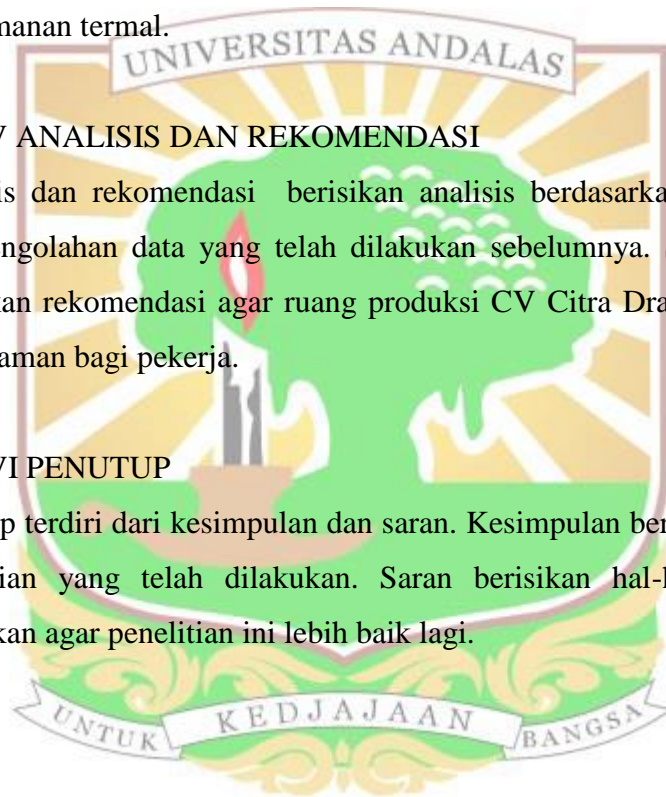 manan termal.
UNIVERSITAS ANDALAS
V ANALISIS DAN REKOMENDASI
is dan rekomendasi berisikan analisis berdasarka
engolahan data yang telah dilakukan sebelumnya.
kan rekomendasi agar ruang produksi CV Citra Dra
aman bagi pekerja.
VI PENUTUP
p terdiri dari kesimpulan dan saran. Kesimpulan ber
ian yang telah dilakukan. Saran berisikan hal-h
kan agar penelitian ini lebih baik lagi.
UNTUK KEDJAJAAN BANGSA